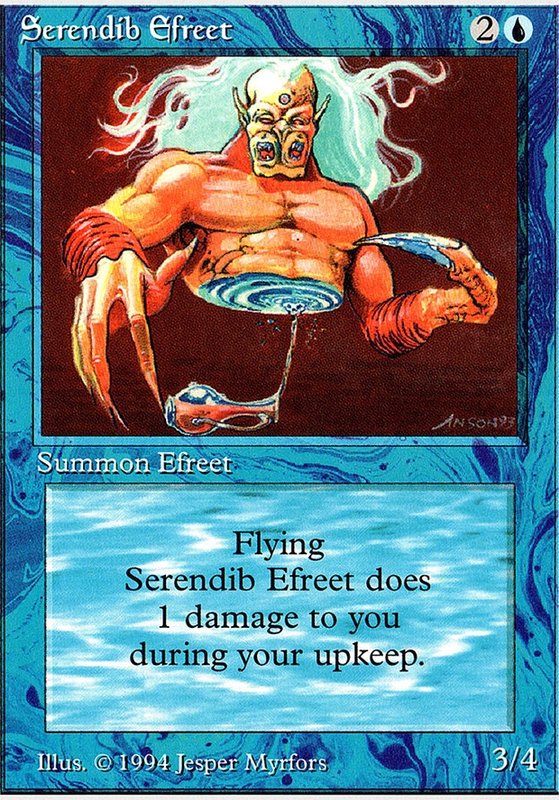 Serendib Efreet 2
ANSON93
Summon Efreet
Flying
Serendib Efreet does
1 damage to you
during your upkeep.
Illus. © 1994 Jesper Myrfors 3/4